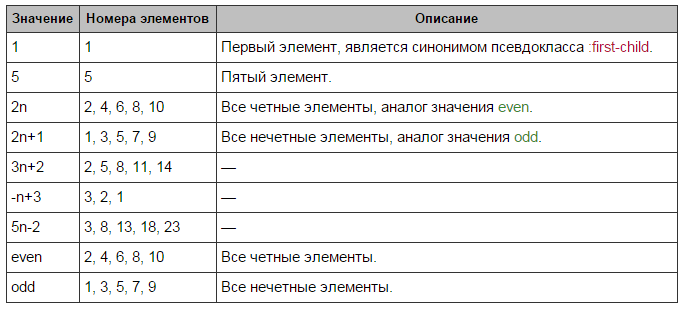 Значение Номера элементов Описание
1 1 Первый элемент, является синонимом псевдокласса :first-child.
5 5 Пятый элемент.
2n 2, 4, 6, 8, 10 Все четные элементы, аналог значения even.
2n+1 1, 3, 5, 7, 9 Все нечетные элементы, аналог значения odd.
3n+2 2, 5, 8, 11, 14 —
-n+3 3, 2, 1 —
5n-2 3, 8, 13, 18, 23 —
even 2, 4, 6, 8, 10 Все четные элементы.
odd 1, 3, 5, 7, 9 Все нечетные элементы.